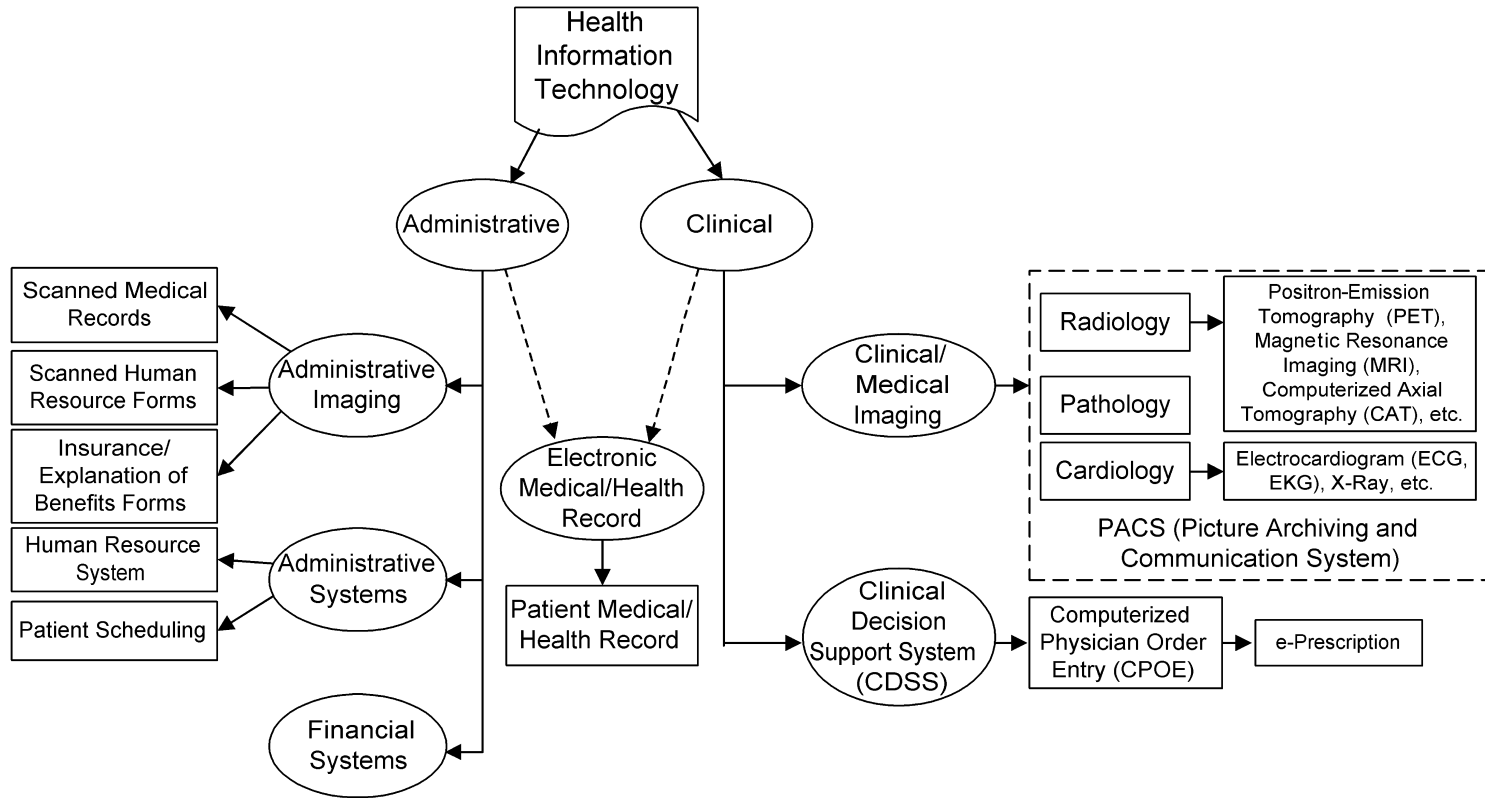 Health
Information
Technology
Administrative
Clinical
Scanned Medical
Records
Scanned Human
Resource Forms
Insurance/
Explanation of
Benefits Forms
Administrative
Imaging
Human Resource
System
Patient Scheduling
Administrative
Systems
Financial
Systems
Electronic
Medical/Health
Record
Patient Medical/
Health Record
Clinical/
Medical
Imaging
Radiology
Positron-Emission
Tomography (PET),
Magnetic Resonance
Imaging (MRI),
Computerized Axial
Tomography (CAT), etc.
Pathology
Cardiology
Electrocardiogram (ECG,
EKG), X-Ray, etc.
PACS (Picture Archiving and
Communication System)
Clinical
Decision
Support System
(CDSS)
Computerized
Physician Order
Entry (CPOE)
e-Prescription